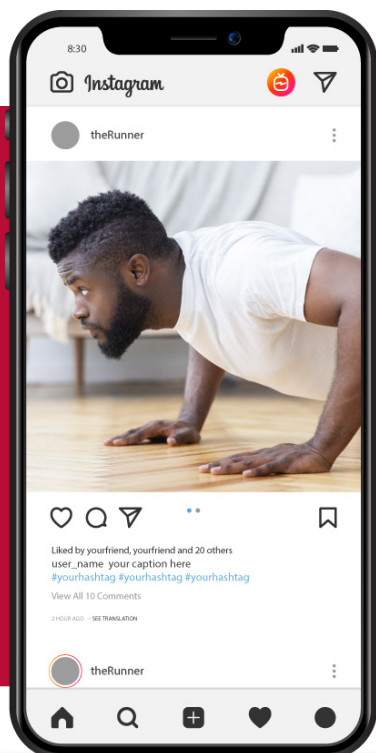 8:30
Instagram
theRunner
Liked by yourfriend, yourfriend and 20 others
user_name your caption here
#yourhashtag #yourhashtag #yourhashtag
View All 10 Comments
2 HOUR AGO · SEE TRANSLATION
theRunner